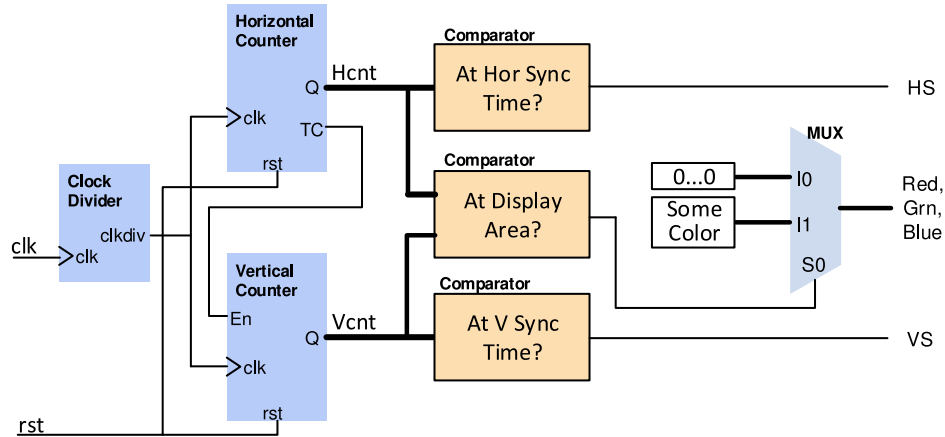 Horizontal
Counter
Q
TC
clk
rst
Hcnt
Comparator
At Hor Sync
Time?
HS
Clock
Divider
clkdiv
clk
clk
Comparator
At Display
Area?
MUX
0...0
I0
Some
Color
I1
S0
Red,
Grn,
Blue
Vertical
Counter
En
Q
clk
rst
Vcnt
Comparator
At V Sync
Time?
VS
rst